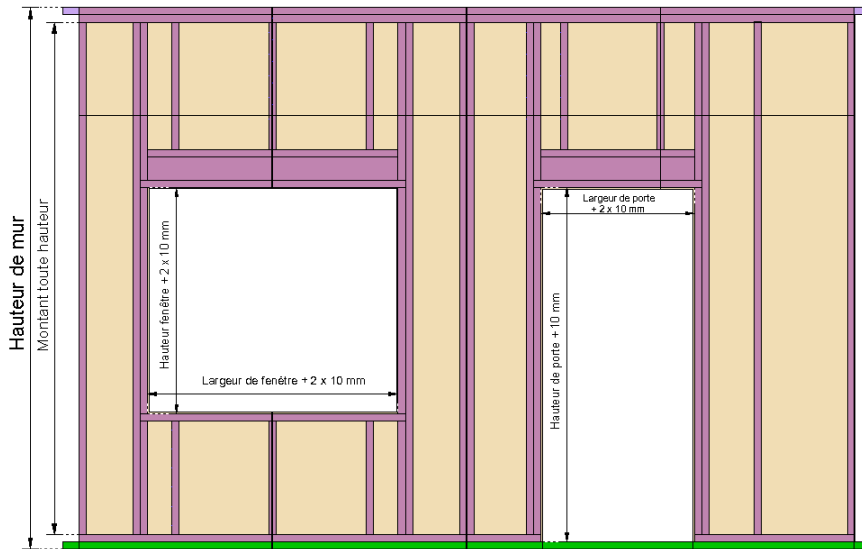 Hauteur de mur
Montant toute hauteur
Hauteur fenêtre + 2 x 10 mm
Largeur de fenêtre + 2 x 10 mm
Largeur de porte
+ 2 x 10 mm
Hauteur de porte + 10 mm